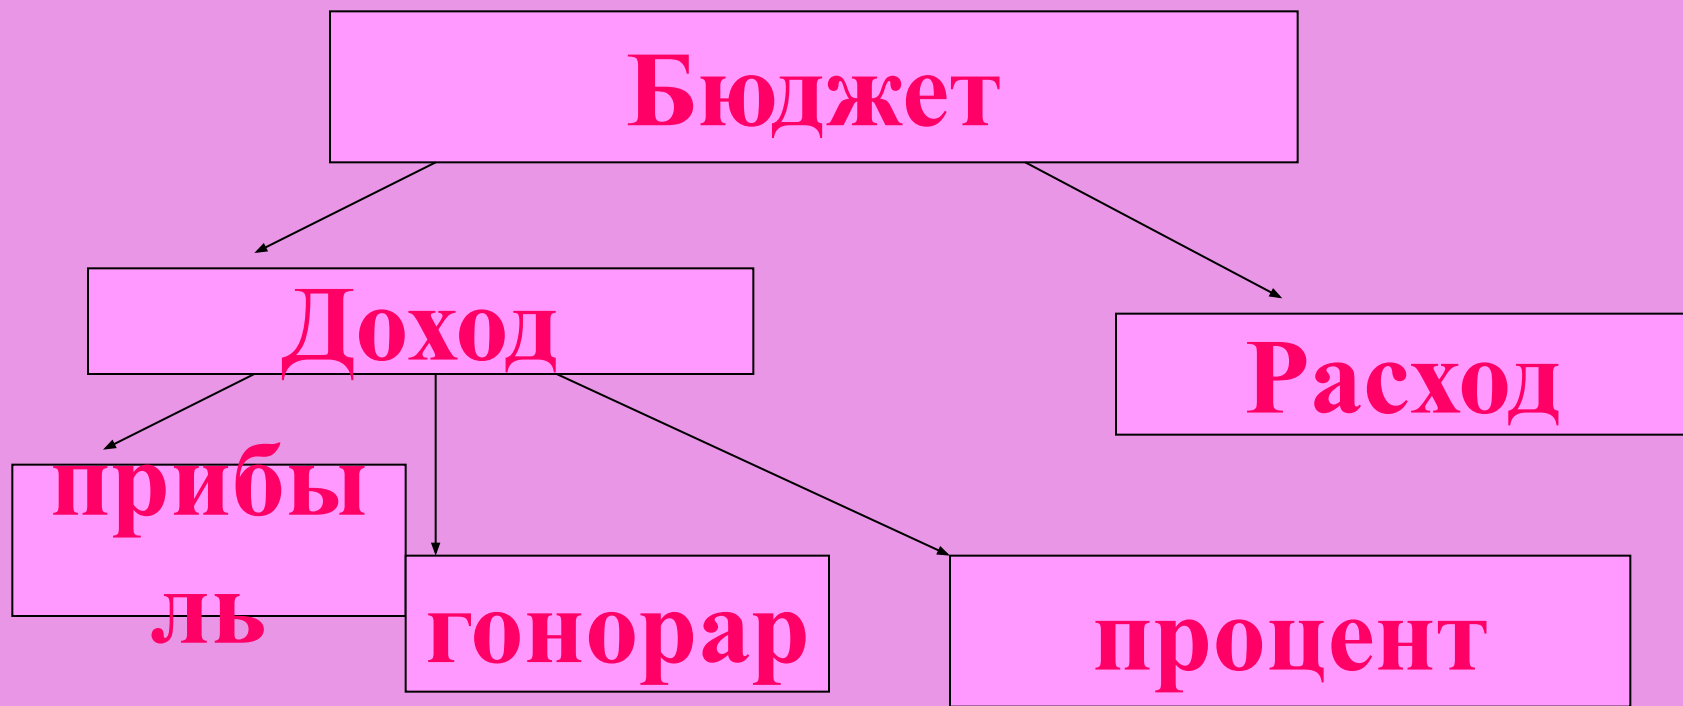 Бюджет
Доход
Расход
прибы
ль
гонорар
процент